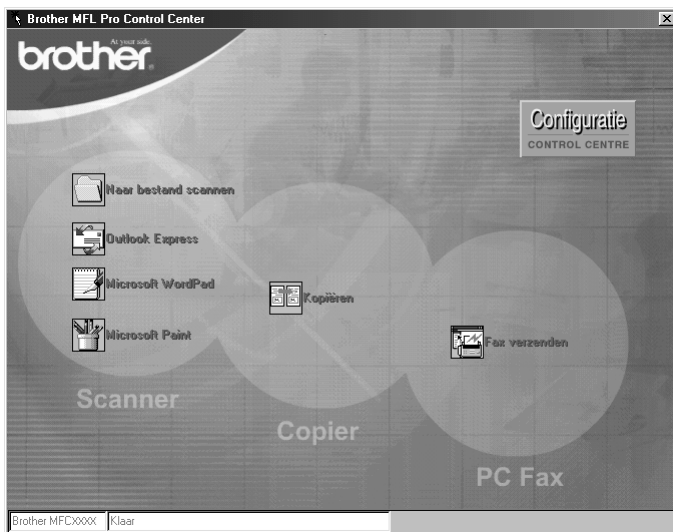 Brother MFL Pro Control Center
At your side.
brother
Configuratie
CONTROL CENTRE
Naar bestand scannen
Outlook Express
Microsoft WordPad
Microsoft Paint
Kopiëren
Fax verzenden
Scanner
Copier
PC Fax
Brother MFCXXXX
Klaar